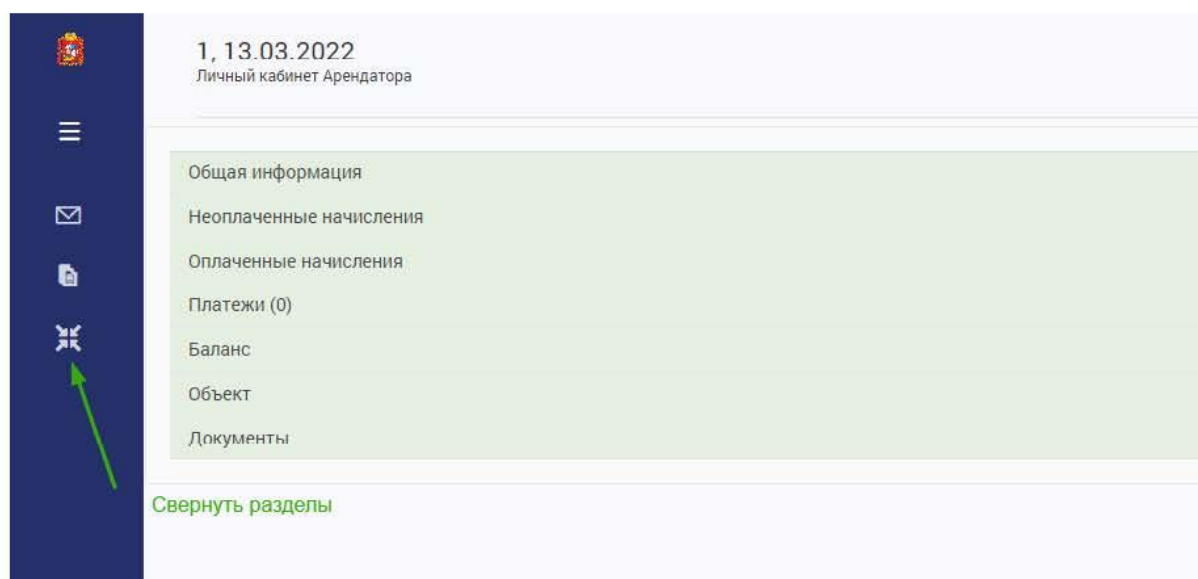 1, 13.03.2022
Личный кабинет Арендатора
Общая информация
Неоплаченные начисления
Оплаченные начисления
Платежи (0)
Баланс
Объект
Документы
Свернуть разделы